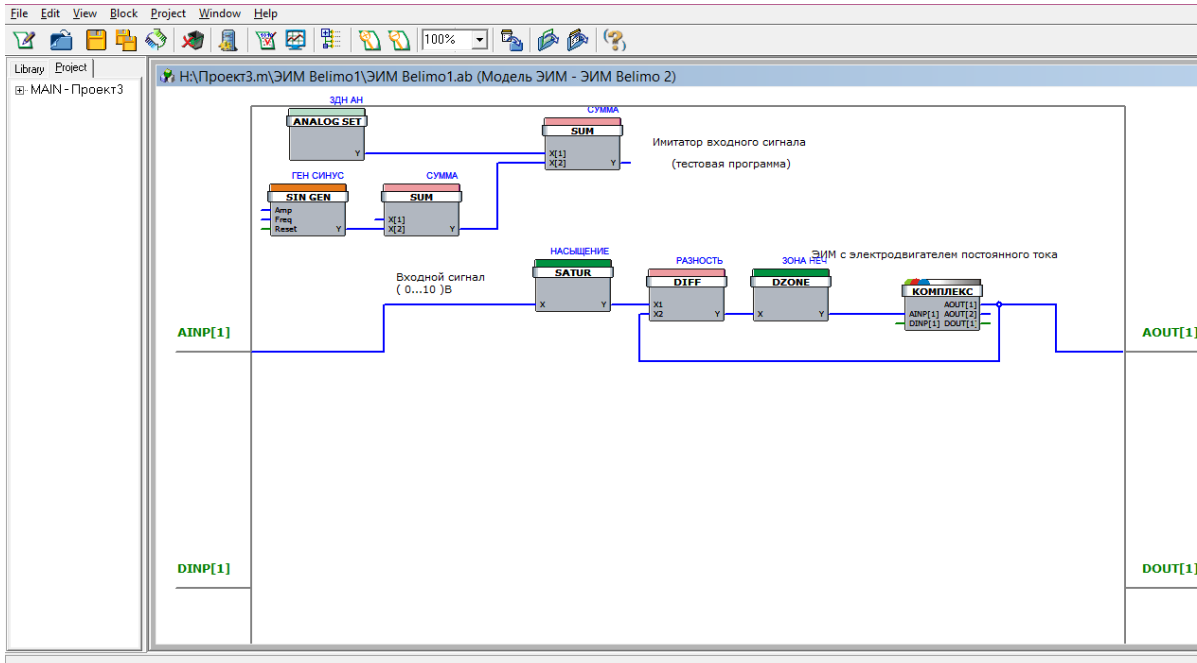 File Edit View Block Project Window Help
100%
Library Project
MAIN - Проект3
H:\Проект3.m\ЭИМ Belimo1\ЭИМ Belimo1.ab (Модель ЭИМ - ЭИМ Belimo 2)
ЗДН АН
ANALOG SET
Y
СУММА
SUM
X[1]
X[2] Y
Имитатор входного сигнала
(тестовая программа)
ГЕН СИНУС
SIN GEN
Amp
Freq
Reset Y
СУММА
SUM
X[1]
X[2] Y
Входной сигнал
( 0...10 )В
НАСЫЩЕНИЕ
SATUR
X Y
РАЗНОСТЬ
DIFF
X1
X2 Y
ЗОНА НЕЧ
DZONE
X Y
ЭИМ с электродвигателем постоянного тока
КОМПЛЕКС
AOUT[1]
AINP[1] AOUT[2]
DINP[1] DOUT[1]
AINP[1]
AOUT[1]
DINP[1]
DOUT[1]